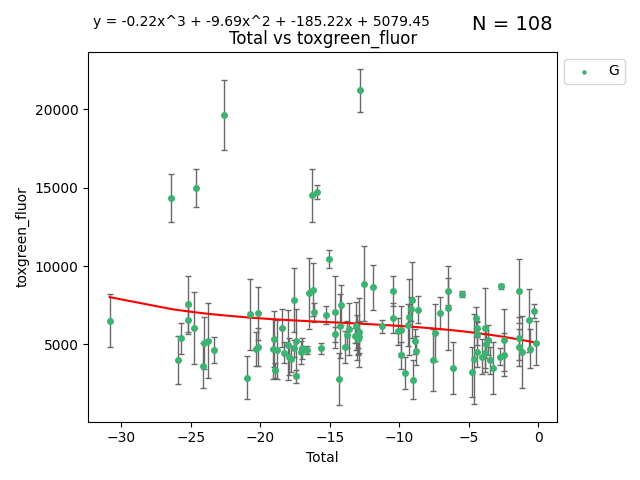 y = -0.22x^3 + -9.69x^2 + -185.22x + 5079.45
N = 108
Total vs toxgreen_fluor
G
toxgreen_fluor
20000
15000
10000
5000
−30
−25
−20
−15
−10
−5
0
Total